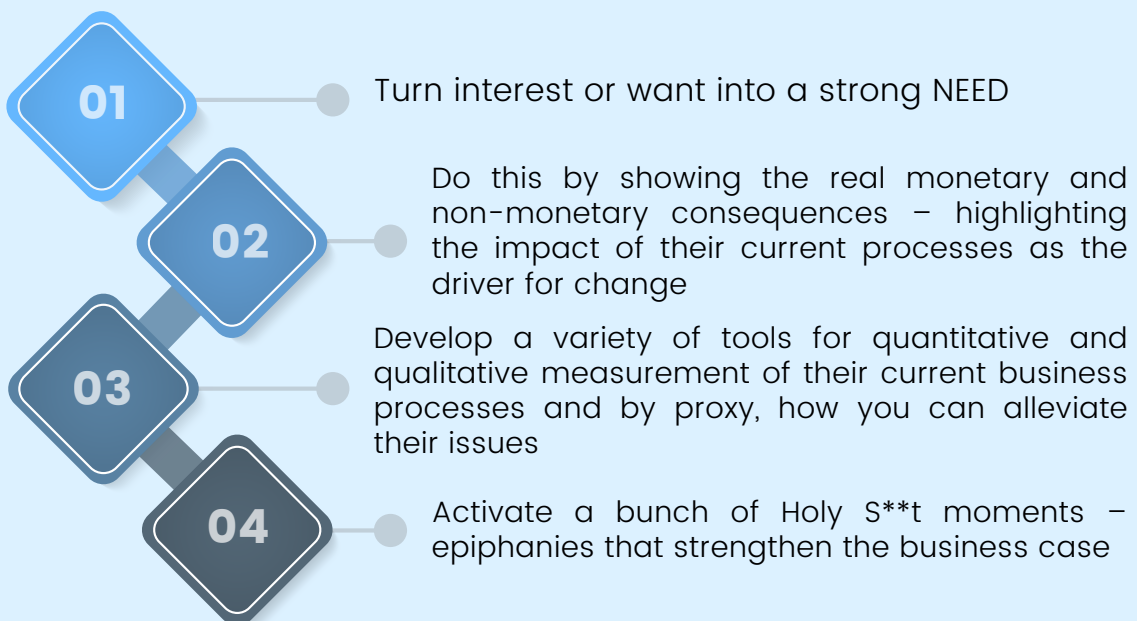 01
Turn interest or want into a strong NEED
02
Do this by showing the real monetary and
non-monetary consequences – highlighting
the impact of their current processes as the
driver for change
03
Develop a variety of tools for quantitative and
qualitative measurement of their current business
processes and by proxy, how you can alleviate
their issues
04
Activate a bunch of Holy S**t moments –
epiphanies that strengthen the business case